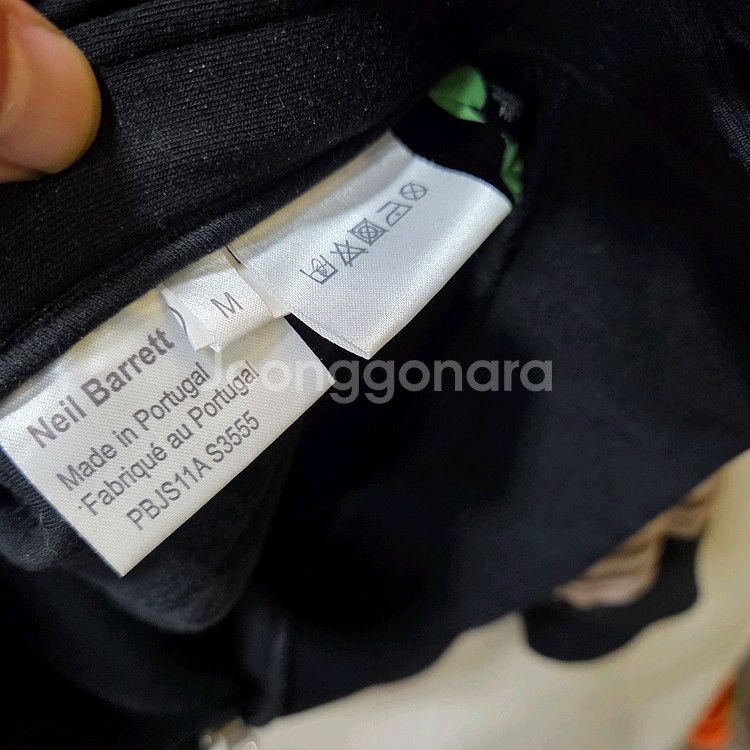 M
Neil Barrett
Made in Portugal
Fabriqué au Portugal
PBJS11A S3555
Joonggonara